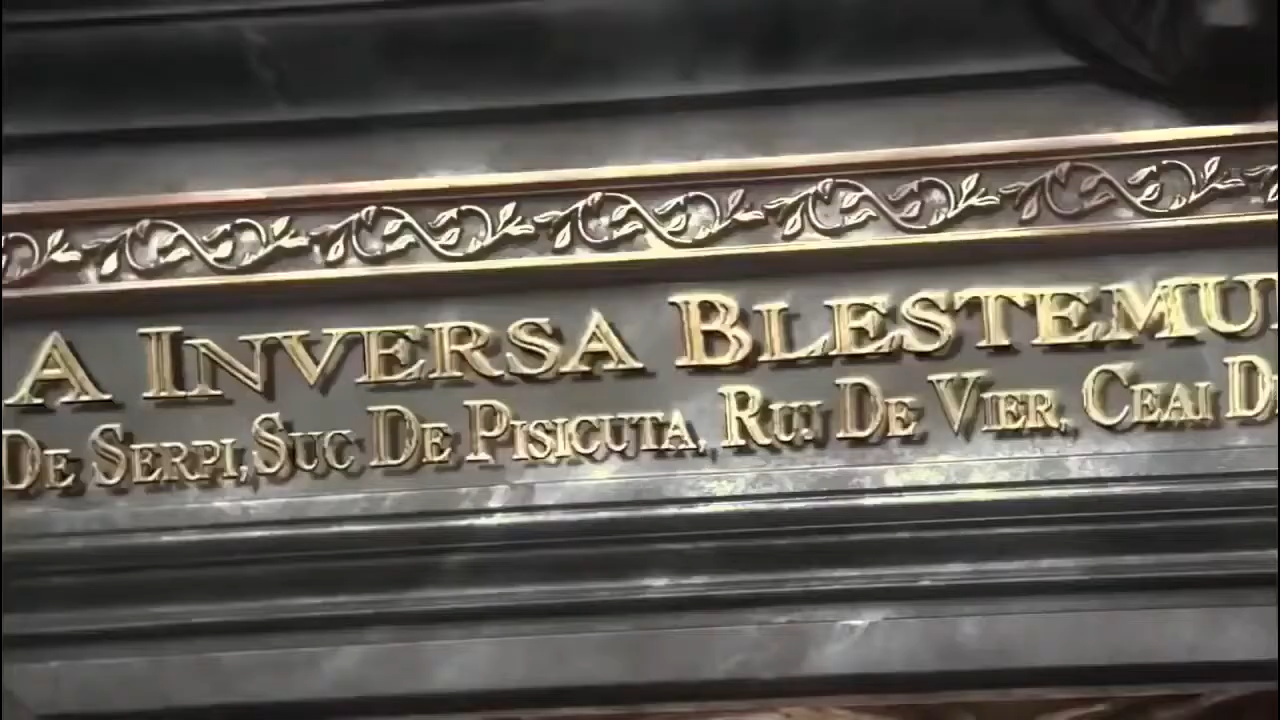 A INVERSA BLESTEMU
DE SERPI, SUC DE PISICUTA, RUJ DE VIER, CEAI D